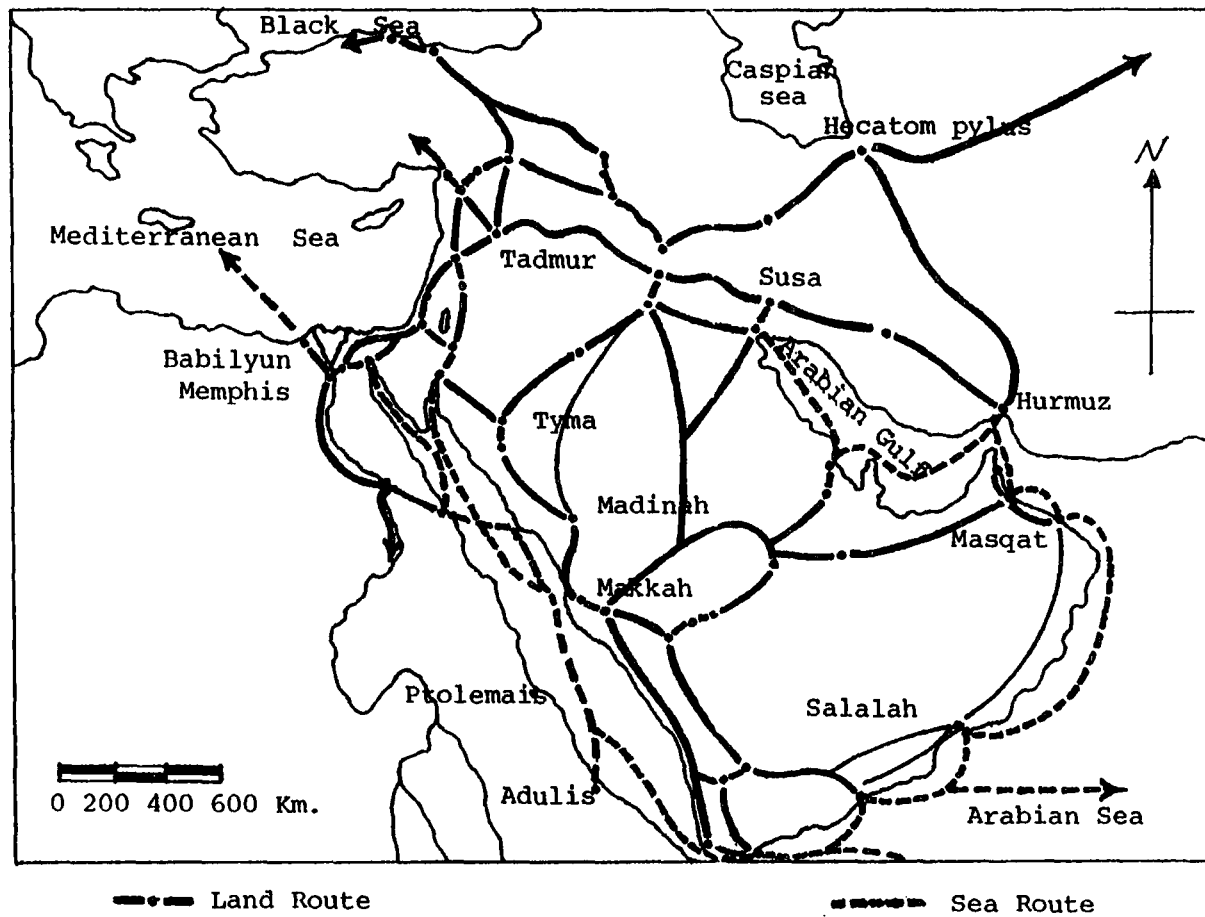 Black Sea
Caspian
sea
Hecatom pylus
N
Mediterranean Sea
Tadmur
Susa
Babilyun
Memphis
Arabian Gulf
Hurmuz
Tyma
Madinah
Masqat
Makkah
Ptolemais
Salalah
0 200 400 600 Km.
Adulis
Arabian Sea
Land Route
Sea Route